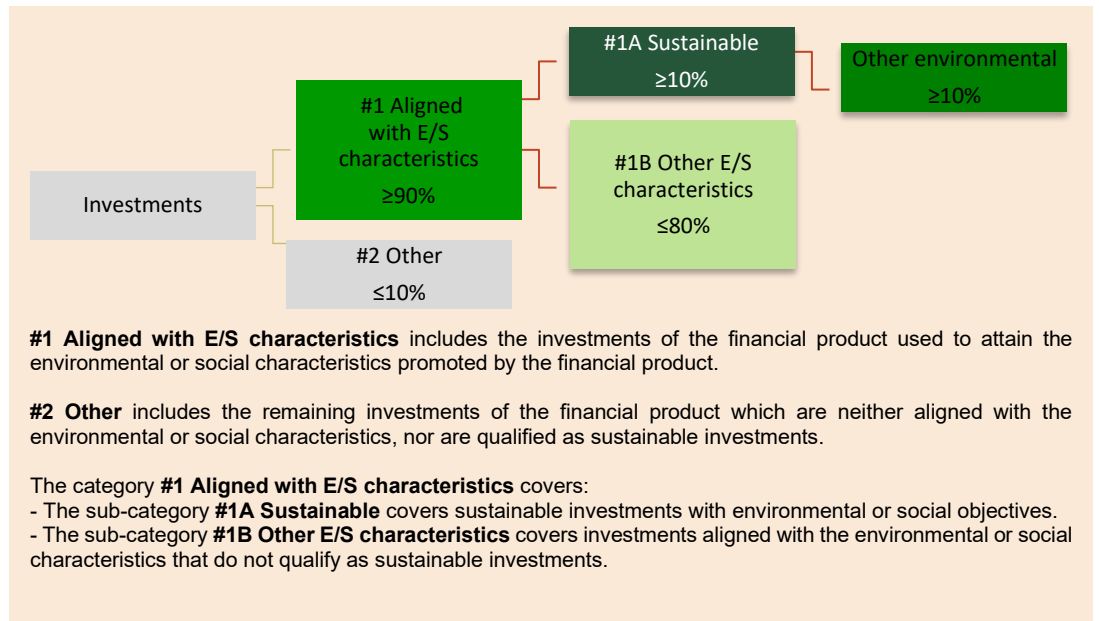 #1A Sustainable
≥10%
Other environmental
≥10%
#1 Aligned
with E/S
characteristics
≥90%
#1B Other E/S
characteristics
≤80%
Investments
#2 Other
≤10%
#1 Aligned with E/S characteristics includes the investments of the financial product used to attain the
environmental or social characteristics promoted by the financial product.
#2 Other includes the remaining investments of the financial product which are neither aligned with the
environmental or social characteristics, nor are qualified as sustainable investments.
The category #1 Aligned with E/S characteristics covers:
- The sub-category #1A Sustainable covers sustainable investments with environmental or social objectives.
- The sub-category #1B Other E/S characteristics covers investments aligned with the environmental or social
characteristics that do not qualify as sustainable investments.